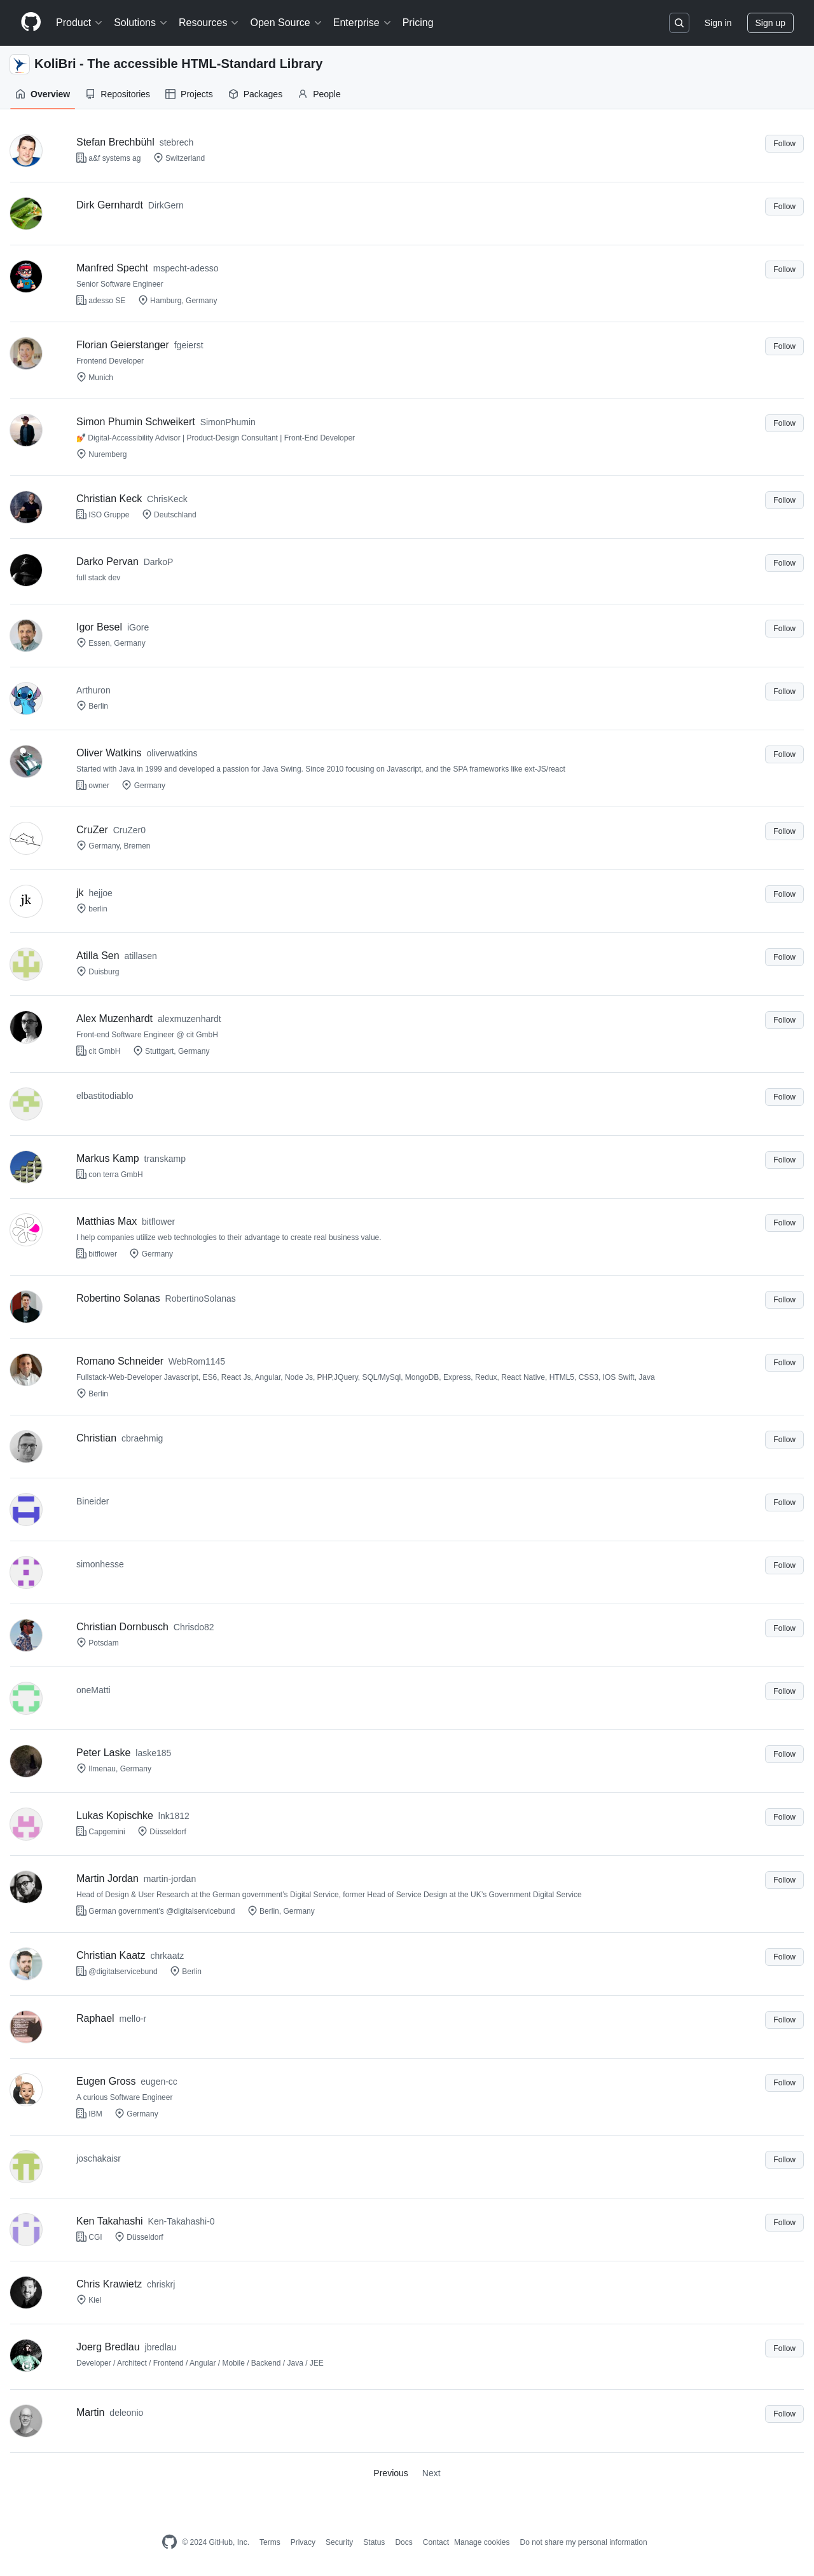 Product Solutions Resources Open Source Enterprise Pricing Sign in Sign up
KoliBri - The accessible HTML-Standard Library
Overview Repositories Projects Packages People
Stefan Brechbühl stebrech Follow
a&f systems ag Switzerland
Dirk Gernhardt DirkGern Follow
Manfred Specht mspecht-adesso Follow
Senior Software Engineer
adesso SE Hamburg, Germany
Florian Geierstanger fgeierst Follow
Frontend Developer
Munich
Simon Phumin Schweikert SimonPhumin Follow
💅 Digital-Accessibility Advisor | Product-Design Consultant | Front-End Developer
Nuremberg
Christian Keck ChrisKeck Follow
ISO Gruppe Deutschland
Darko Pervan DarkoP Follow
full stack dev
Igor Besel iGore Follow
Essen, Germany
Arthuron Follow
Berlin
Oliver Watkins oliverwatkins Follow
Started with Java in 1999 and developed a passion for Java Swing. Since 2010 focusing on Javascript, and the SPA frameworks like ext-JS/react
owner Germany
CruZer CruZer0 Follow
Germany, Bremen
jk hejjoe Follow
jk
berlin
Atilla Sen atillasen Follow
Duisburg
Alex Muzenhardt alexmuzenhardt Follow
Front-end Software Engineer @ cit GmbH
cit GmbH Stuttgart, Germany
elbastitodiablo Follow
Markus Kamp transkamp Follow
con terra GmbH
Matthias Max bitflower Follow
I help companies utilize web technologies to their advantage to create real business value.
bitflower Germany
Robertino Solanas RobertinoSolanas Follow
Romano Schneider WebRom1145 Follow
Fullstack-Web-Developer Javascript, ES6, React Js, Angular, Node Js, PHP,JQuery, SQL/MySql, MongoDB, Express, Redux, React Native, HTML5, CSS3, IOS Swift, Java
Berlin
Christian cbraehmig Follow
Bineider Follow
simonhesse Follow
Christian Dornbusch Chrisdo82 Follow
Potsdam
oneMatti Follow
Peter Laske laske185 Follow
Ilmenau, Germany
Lukas Kopischke lnk1812 Follow
Capgemini Düsseldorf
Martin Jordan martin-jordan Follow
Head of Design & User Research at the German government's Digital Service, former Head of Service Design at the UK's Government Digital Service
German government's @digitalservicebund Berlin, Germany
Christian Kaatz chrkaatz Follow
@digitalservicebund Berlin
Raphael mello-r Follow
Eugen Gross eugen-cc Follow
A curious Software Engineer
IBM Germany
joschakaisr Follow
Ken Takahashi Ken-Takahashi-0 Follow
CGI Düsseldorf
Chris Krawietz chriskrj Follow
Kiel
Joerg Bredlau jbredlau Follow
Developer / Architect / Frontend / Angular / Mobile / Backend / Java / JEE
Martin deleonio Follow
Previous Next
© 2024 GitHub, Inc. Terms Privacy Security Status Docs Contact Manage cookies Do not share my personal information